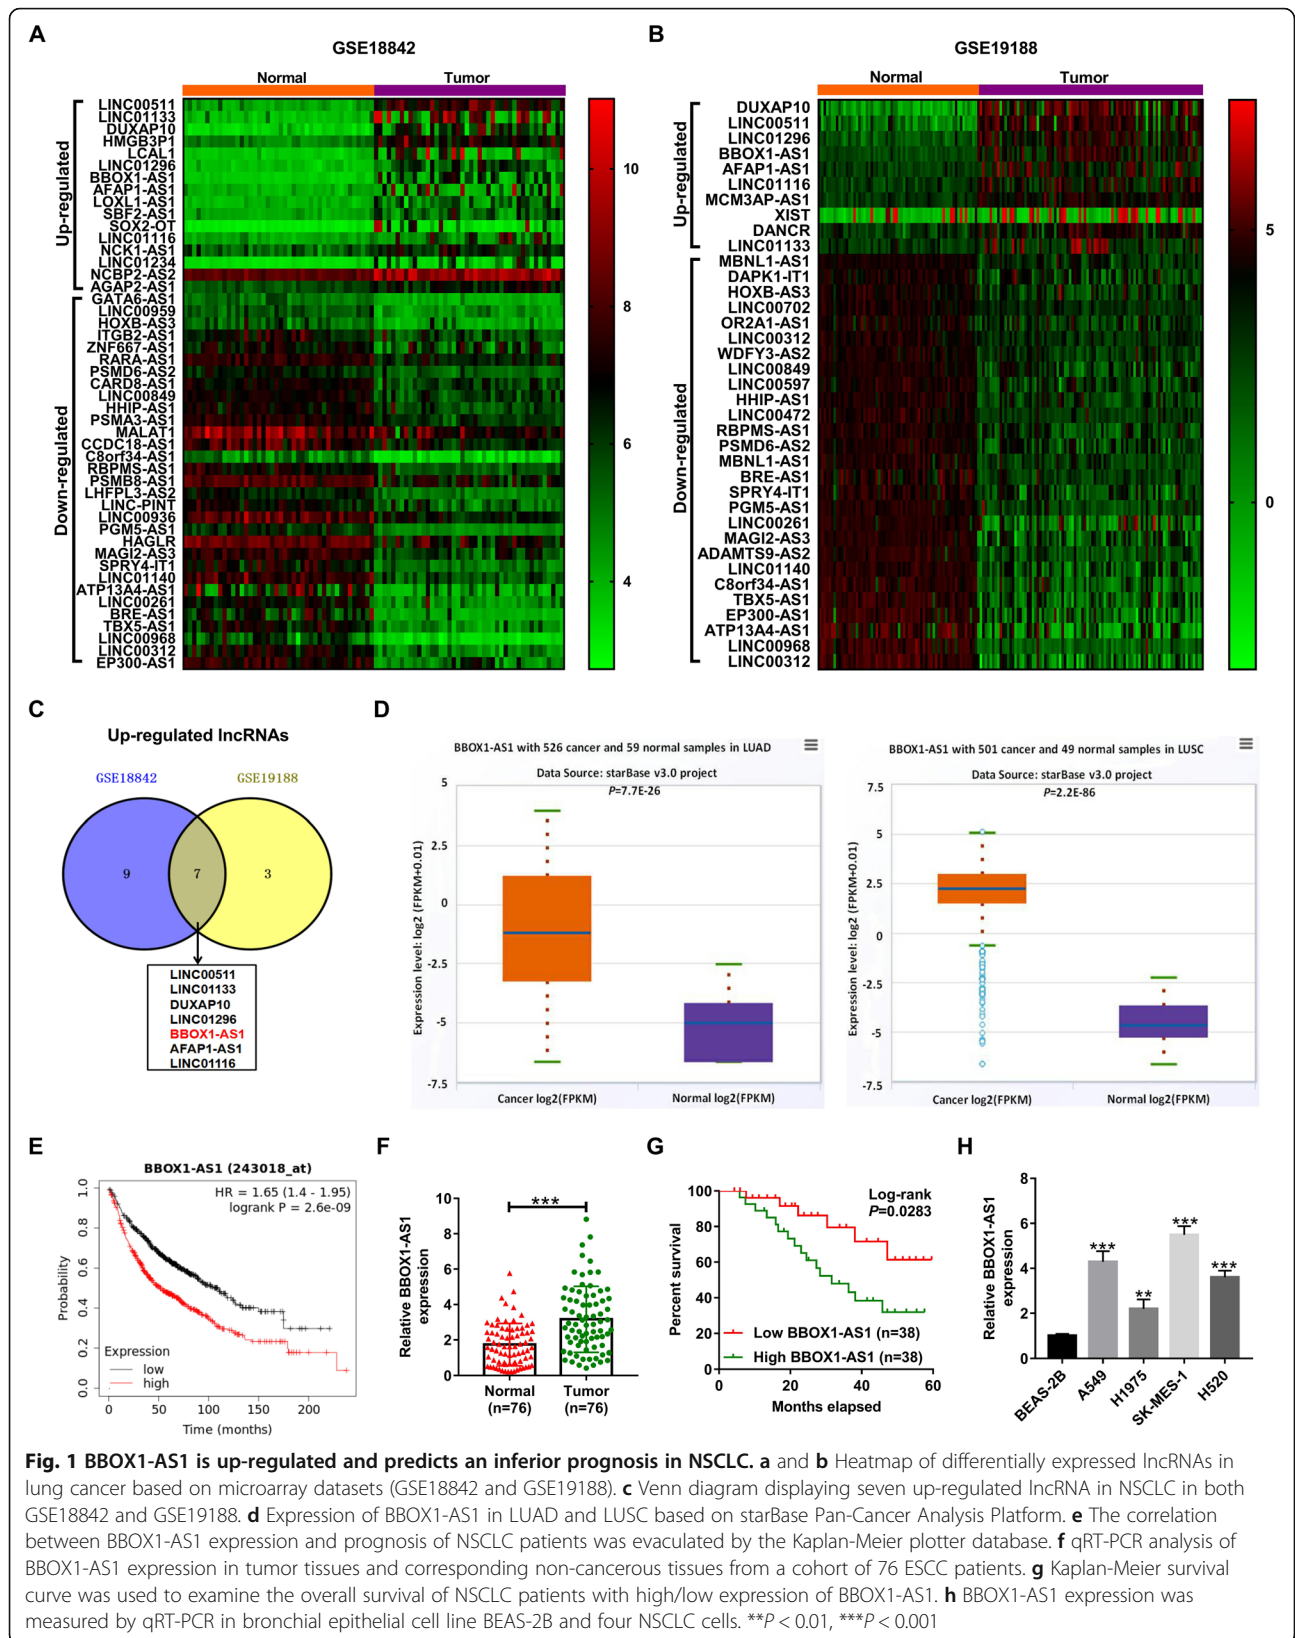 A
GSE18842
Normal
Tumor
Up-regulated
LINC00511
LINC01133
DUXAP10
HMGB3P1
LCAL1
LINC01296
BBOX1-AS1
AFAP1-AS1
LOXL1-AS1
SBF2-AS1
SOX2-OT
LINC01116
NCK1-AS1
LINC01234
NCBP2-AS2
AGAP2-AS1
Down-regulated
GATA6-AS1
LINC00959
HOXB-AS3
ITGB2-AS1
ZNF667-AS1
RARA-AS1
PSMD6-AS2
CARD8-AS1
LINC00849
HHIP-AS1
PSMA3-AS1
MALAT1
CCDC18-AS1
C8orf34-AS1
RBPMS-AS1
PSMB8-AS1
LHFPL3-AS2
LINC-PINT
LINC00936
PGM5-AS1
HAGLR
MAGI2-AS3
SPRY4-IT1
LINC01140
ATP13A4-AS1
LINC00261
BRE-AS1
TBX5-AS1
LINC00968
LINC00312
EP300-AS1
10
8
6
4
B
GSE19188
Normal
Tumor
Up-regulated
DUXAP10
LINC00511
LINC01296
BBOX1-AS1
AFAP1-AS1
LINC01116
MCM3AP-AS1
XIST
DANCR
LINC01133
Down-regulated
MBNL1-AS1
DAPK1-IT1
HOXB-AS3
LINC00702
OR2A1-AS1
LINC00312
WDFY3-AS2
LINC00849
LINC00597
HHIP-AS1
LINC00472
RBPMS-AS1
PSMD6-AS2
MBNL1-AS1
BRE-AS1
SPRY4-IT1
PGM5-AS1
LINC00261
MAGI2-AS3
ADAMTS9-AS2
LINC01140
C8orf34-AS1
TBX5-AS1
EP300-AS1
ATP13A4-AS1
LINC00968
LINC00312
5
0
C
Up-regulated lncRNAs
GSE18842
GSE19188
9
7
3
LINC00511
LINC01133
DUXAP10
LINC01296
BBOX1-AS1
AFAP1-AS1
LINC01116
D
BBOX1-AS1 with 526 cancer and 59 normal samples in LUAD
Data Source: starBase v3.0 project
P=7.7E-26
Expression level: log2 (FPKM+0.01)
5
2.5
0
-2.5
-5
-7.5
Cancer log2(FPKM)
Normal log2(FPKM)
BBOX1-AS1 with 501 cancer and 49 normal samples in LUSC
Data Source: starBase v3.0 project
P=2.2E-86
Expression level: log2 (FPKM+0.01)
7.5
5
2.5
0
-2.5
-5
-7.5
Cancer log2(FPKM)
Normal log2(FPKM)
E
BBOX1-AS1 (243018_at)
HR = 1.65 (1.4 - 1.95)
logrank P = 2.6e-09
Probability
1.0
0.8
0.6
0.4
0.2
0.0
Expression
low
high
0
50
100
150
200
Time (months)
F
Relative BBOX1-AS1
expression
10
8
6
4
2
0
***
Normal
(n=76)
Tumor
(n=76)
G
Percent survival
100
80
60
40
20
0
Log-rank
P=0.0283
Low BBOX1-AS1 (n=38)
High BBOX1-AS1 (n=38)
0
20
40
60
Months elapsed
H
Relative BBOX1-AS1
expression
8
6
4
2
0
***
**
***
***
BEAS-2B
A549
H1975
SK-MES-1
H520
Fig. 1 BBOX1-AS1 is up-regulated and predicts an inferior prognosis in NSCLC. a and b Heatmap of differentially expressed lncRNAs in
lung cancer based on microarray datasets (GSE18842 and GSE19188). c Venn diagram displaying seven up-regulated lncRNA in NSCLC in both
GSE18842 and GSE19188. d Expression of BBOX1-AS1 in LUAD and LUSC based on starBase Pan-Cancer Analysis Platform. e The correlation
between BBOX1-AS1 expression and prognosis of NSCLC patients was evaculated by the Kaplan-Meier plotter database. f qRT-PCR analysis of
BBOX1-AS1 expression in tumor tissues and corresponding non-cancerous tissues from a cohort of 76 ESCC patients. g Kaplan-Meier survival
curve was used to examine the overall survival of NSCLC patients with high/low expression of BBOX1-AS1. h BBOX1-AS1 expression was
measured by qRT-PCR in bronchial epithelial cell line BEAS-2B and four NSCLC cells. **P < 0.01, ***P < 0.001